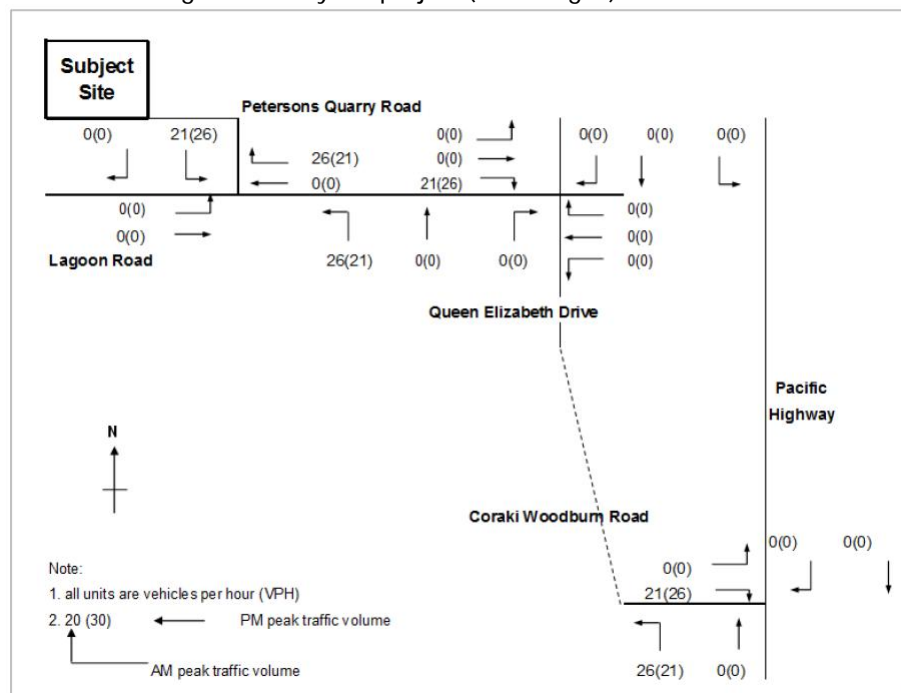 Subject
Site
Petersons Quarry Road
0(0) 21(26)
26(21)
0(0)
0(0)
0(0)
21(26)
0(0) 0(0) 0(0)
0(0)
0(0)
Lagoon Road
26(21) 0(0) 0(0)
0(0)
0(0)
0(0)
Queen Elizabeth Drive
Pacific
Highway
N
Coraki Woodburn Road
0(0) 0(0)
0(0)
21(26)
26(21) 0(0)
Note:
1. all units are vehicles per hour (VPH)
2. 20 (30) PM peak traffic volume
AM peak traffic volume